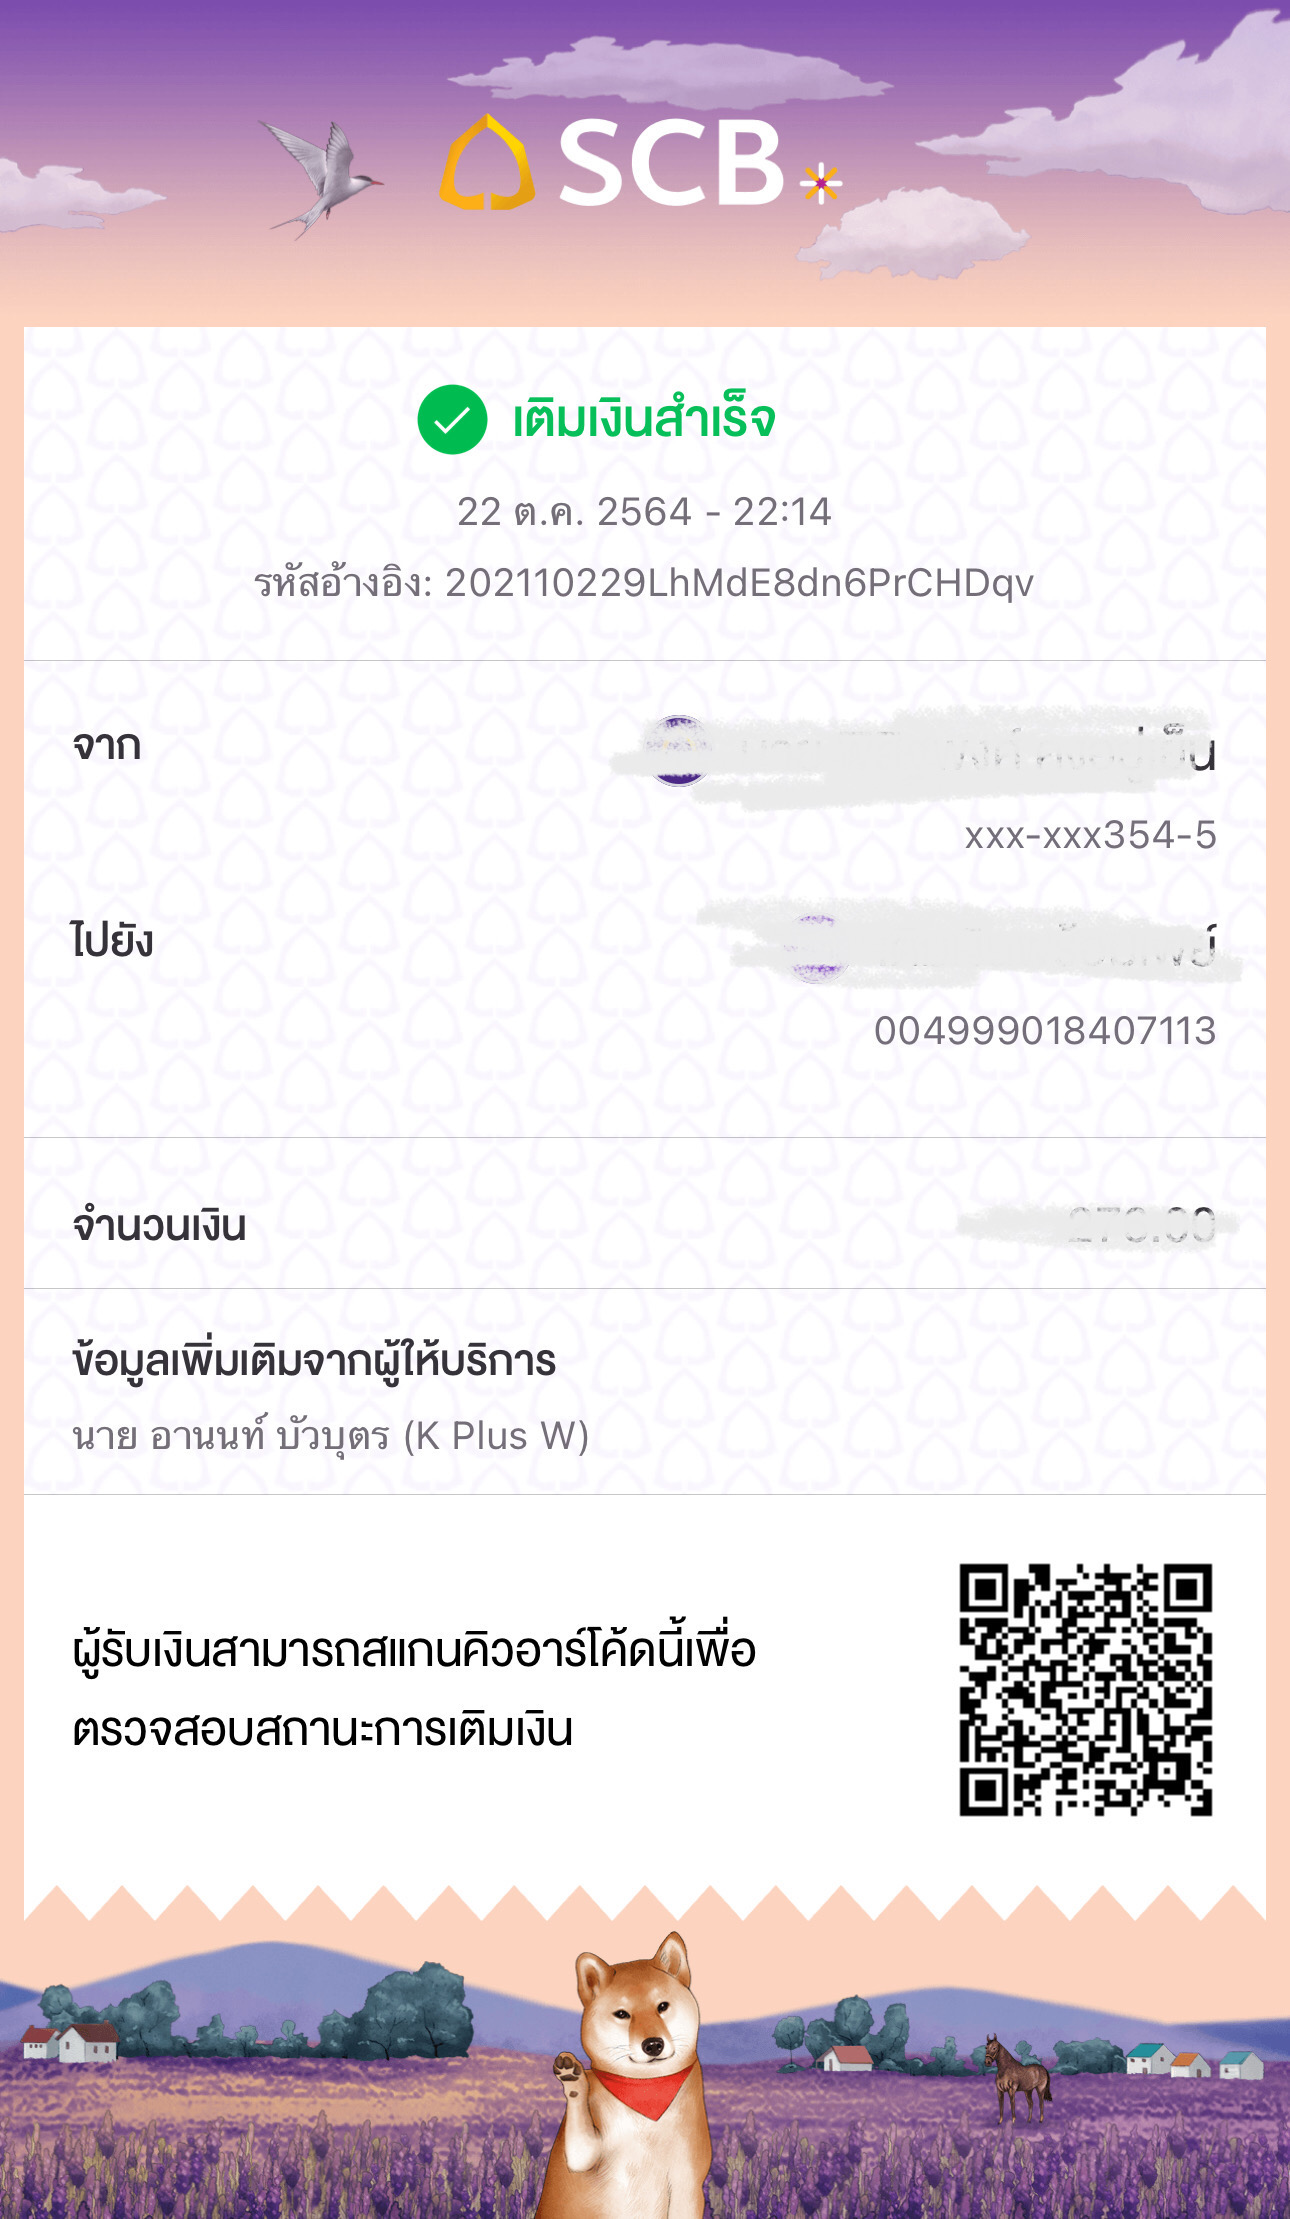 SCB
เติมเงินสำเร็จ
22 ต.ค. 2564 - 22:14
รหัสอ้างอิง: 202110229LhMdE8dn6PrCHDqv
จาก
xxx-xxx354-5
ไปยัง
004999018407113
จำนวนเงิน
ข้อมูลเพิ่มเติมจากผู้ให้บริการ
นาย อานนท์ บัวบุตร (K Plus W)
ผู้รับเงินสามารถสแกนคิวอาร์โค้ดนี้เพื่อ
ตรวจสอบสถานะการเติมเงิน